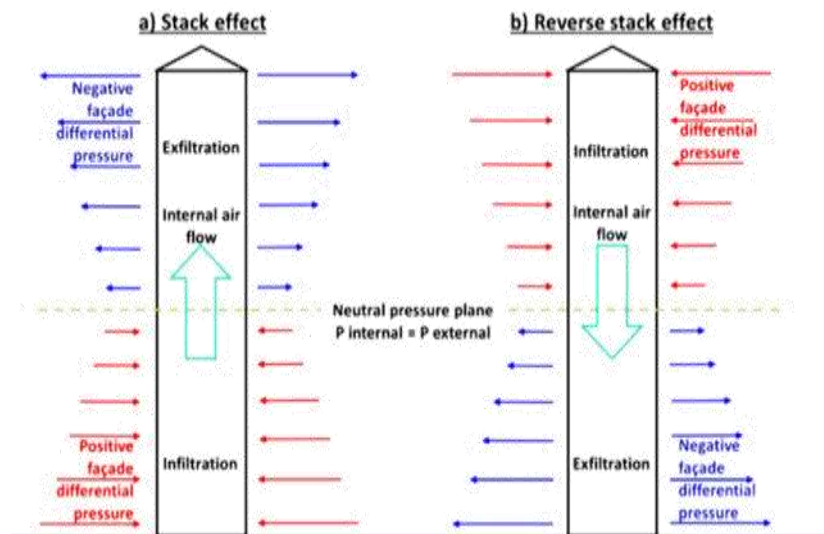 a) Stack effect
Negative
façade
differential
pressure
Exfiltration
Internal air
flow
Positive
façade
differential
pressure
Infiltration
Neutral pressure plane
P internal = P external
b) Reverse stack effect
Infiltration
Internal air
flow
Positive
façade
differential
pressure
Exfiltration
Negative
façade
differential
pressure